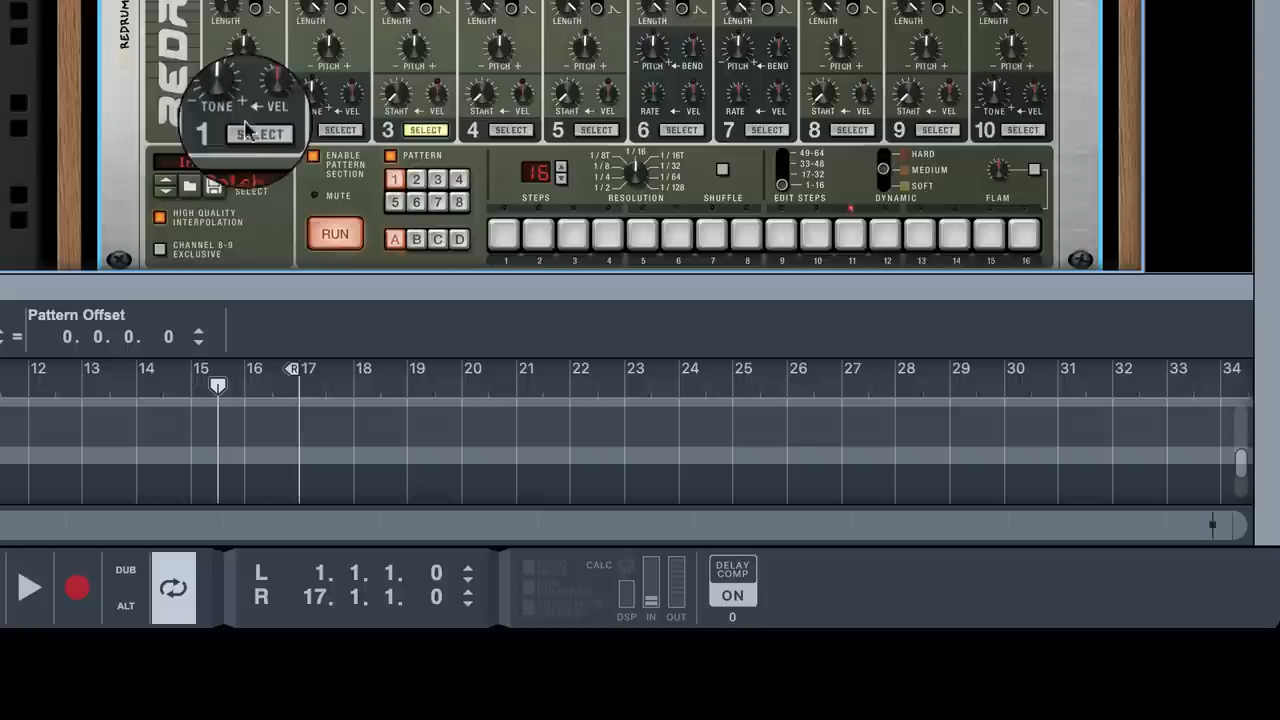 REDRUM
REDR
LENGTH LENGTH LENGTH LENGTH LENGTH LENGTH LENGTH LENGTH LENGTH LENGTH
- PITCH + - PITCH + - PITCH + - PITCH + PITCH + ← BEND PITCH + ← BEND - PITCH + - PITCH + - PITCH +
- TONE + ← VEL ← VEL START ← VEL START ← VEL START ← VEL RATE ← VEL RATE ← VEL START ← VEL START ← VEL - TONE + ← VEL
1 SELECT SELECT 3 SELECT 4 SELECT 5 SELECT 6 SELECT 7 SELECT 8 SELECT 9 SELECT 10 SELECT
SELECT
HIGH QUALITY
INTERPOLATION
CHANNEL 8-9
EXCLUSIVE
ENABLE
PATTERN
SECTION
MUTE
RUN
PATTERN
1 2 3 4
5 6 7 8
A B C D
16
STEPS
1/16
1/8T 1/16T
1/8 1/32
1/4 1/64
1/2 1/128
RESOLUTION
SHUFFLE
49-64
33-48
17-32
1-16
EDIT STEPS
HARD
MEDIUM
SOFT
DYNAMIC
FLAM
1 2 3 4 5 6 7 8 9 10 11 12 13 14 15 16
Pattern Offset
= 0. 0. 0. 0
12 13 14 15 16 R 17 18 19 20 21 22 23 24 25 26 27 28 29 30 31 32 33 34
DUB
ALT
L 1. 1. 1. 0
R 17. 1. 1. 0
CALC
DSP IN OUT
DELAY
COMP
ON
0